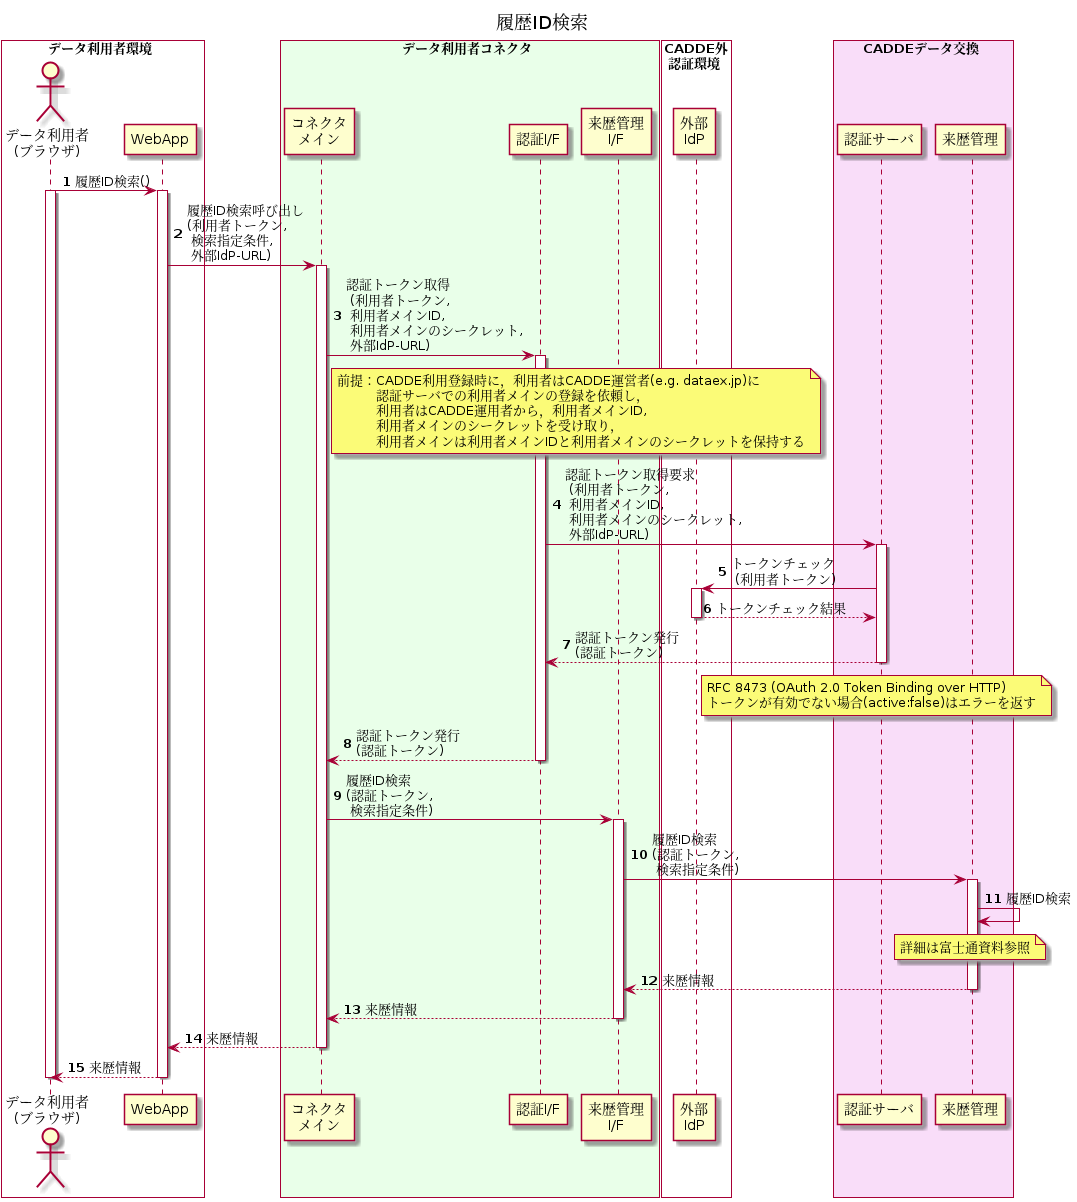 履歴ID検索
データ利用者環境
データ利用者コネクタ
CADDE外
認証環境
CADDEデータ交換
データ利用者
(ブラウザ)
WebApp
コネクタ
メイン
認証I/F
来歴管理
I/F
外部
IdP
認証サーバ
来歴管理
1 履歴ID検索()
履歴ID検索呼び出し
(利用者トークン,
2 検索指定条件,
外部IdP-URL)
認証トークン取得
(利用者トークン,
3 利用者メインID,
利用者メインのシークレット,
外部IdP-URL)
前提：CADDE利用登録時に，利用者はCADDE運営者(e.g. dataex.jp)に
認証サーバでの利用者メインの登録を依頼し，
利用者はCADDE運用者から，利用者メインID,
利用者メインのシークレットを受け取り，
利用者メインは利用者メインIDと利用者メインのシークレットを保持する
認証トークン取得要求
(利用者トークン,
4 利用者メインID,
利用者メインのシークレット,
外部IdP-URL)
5 トークンチェック
(利用者トークン)
6 トークンチェック結果
7 認証トークン発行
(認証トークン)
RFC 8473 (OAuth 2.0 Token Binding over HTTP)
トークンが有効でない場合(active:false)はエラーを返す
8 認証トークン発行
(認証トークン)
履歴ID検索
9 (認証トークン,
検索指定条件)
履歴ID検索
10 (認証トークン,
検索指定条件)
11 履歴ID検索
詳細は富士通資料参照
12 来歴情報
13 来歴情報
14 来歴情報
15 来歴情報
データ利用者
(ブラウザ)
WebApp
コネクタ
メイン
認証I/F
来歴管理
I/F
外部
IdP
認証サーバ
来歴管理